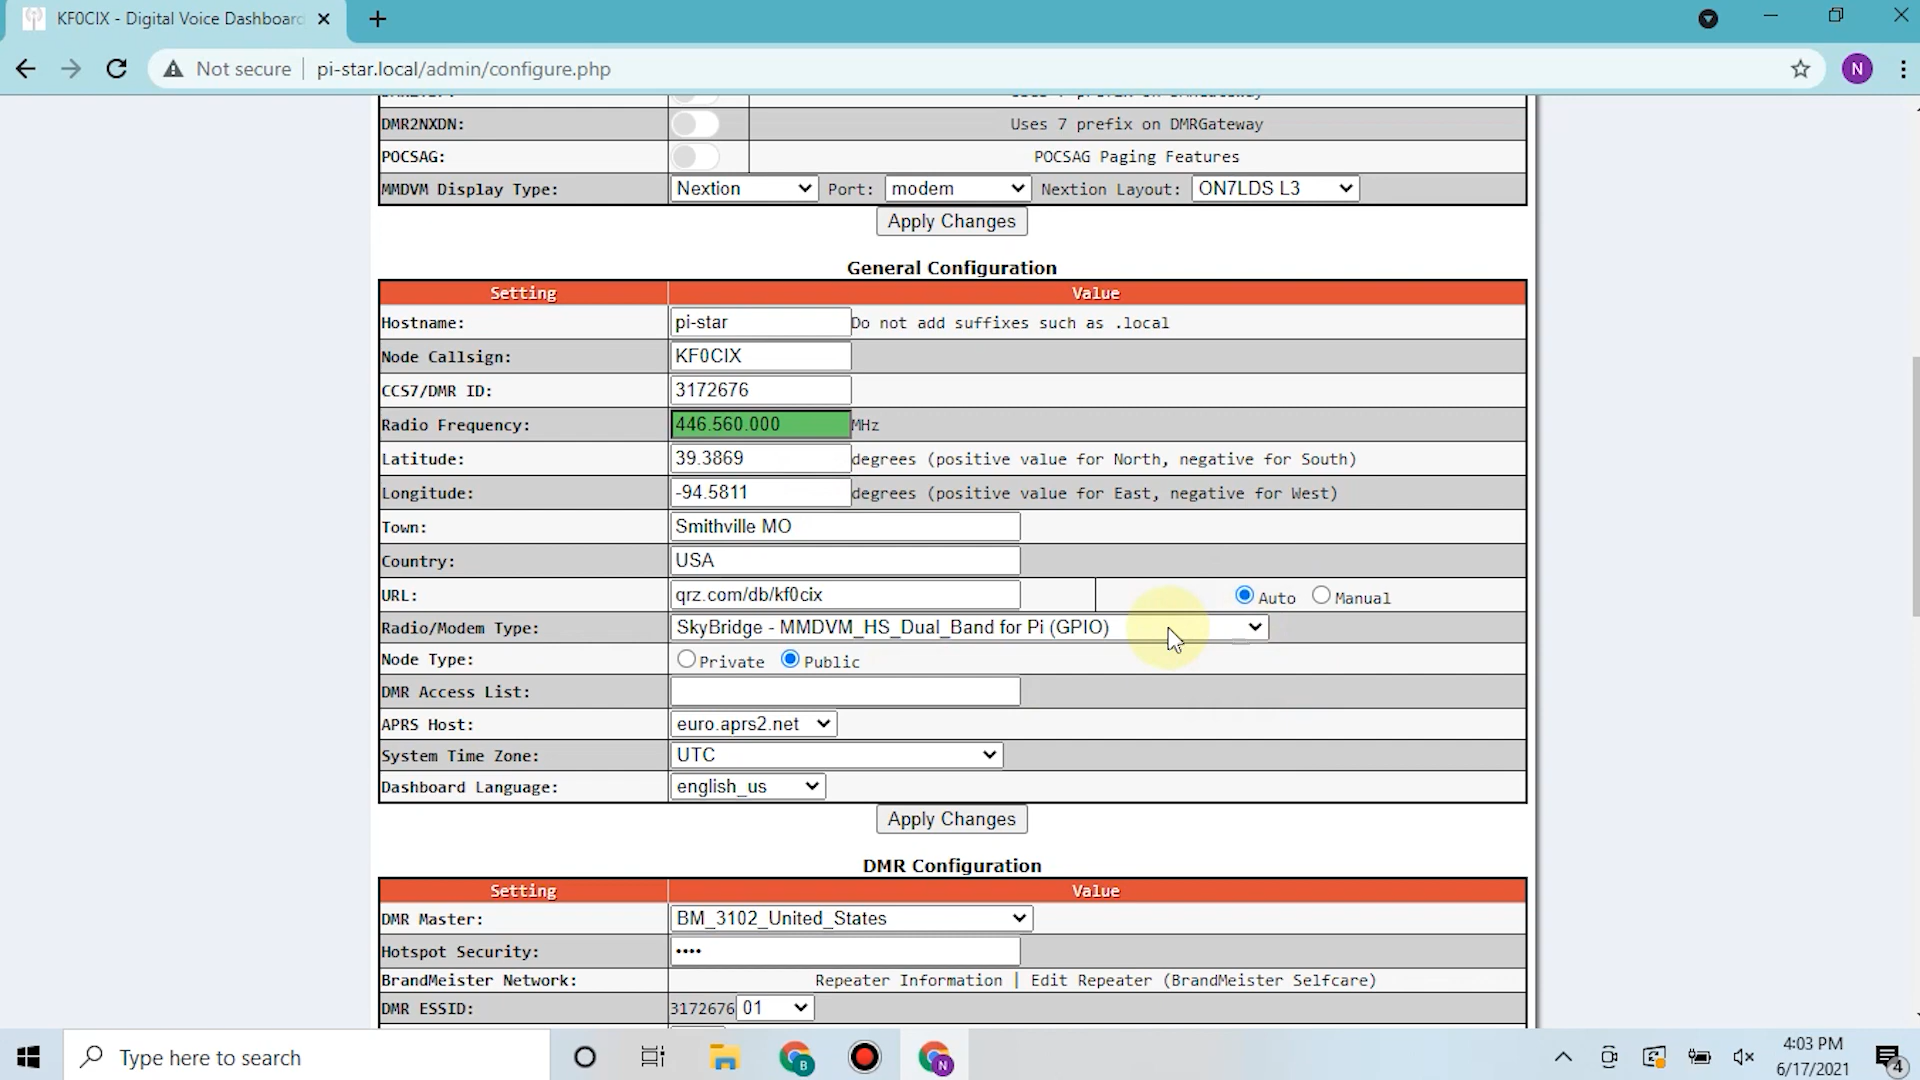 KF0CIX - Digital Voice Dashboard
Not secure pi-star.local/admin/configure.php N
DMR2NXDN: Uses 7 prefix on DMRGateway
POCSAG: POCSAG Paging Features
MMDVM Display Type: Nextion Port: modem Nextion Layout: ON7LDS L3
Apply Changes
General Configuration
Setting Value
Hostname: pi-star Do not add suffixes such as .local
Node Callsign: KF0CIX
CCS7/DMR ID: 3172676
Radio Frequency: 446.560.000 MHz
Latitude: 39.3869 degrees (positive value for North, negative for South)
Longitude: -94.5811 degrees (positive value for East, negative for West)
Town: Smithville MO
Country: USA
URL: qrz.com/db/kf0cix Auto Manual
Radio/Modem Type: SkyBridge - MMDVM_HS_Dual_Band for Pi (GPIO)
Node Type: Private Public
DMR Access List:
APRS Host: euro.aprs2.net
System Time Zone: UTC
Dashboard Language: english_us
Apply Changes
DMR Configuration
Setting Value
DMR Master: BM_3102_United_States
Hotspot Security: ••••
BrandMeister Network: Repeater Information | Edit Repeater (BrandMeister Selfcare)
DMR ESSID: 3172676 01
Type here to search B N 4:03 PM
6/17/2021 4